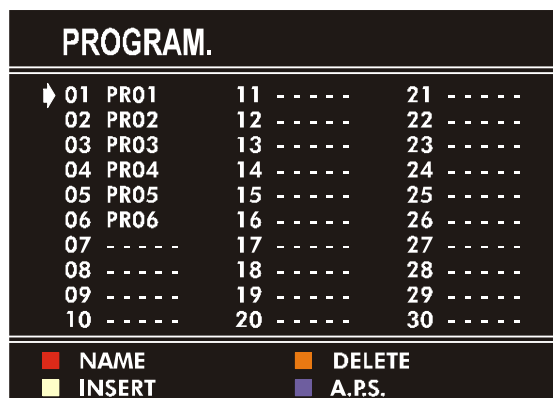 PROGRAM.
01 PR01 11 - - - - - 21 - - - - -
02 PR02 12 - - - - - 22 - - - - -
03 PR03 13 - - - - - 23 - - - - -
04 PR04 14 - - - - - 24 - - - - -
05 PR05 15 - - - - - 25 - - - - -
06 PR06 16 - - - - - 26 - - - - -
07 - - - - - 17 - - - - - 27 - - - - -
08 - - - - - 18 - - - - - 28 - - - - -
09 - - - - - 19 - - - - - 29 - - - - -
10 - - - - - 20 - - - - - 30 - - - - -
NAME DELETE
INSERT A.P.S.